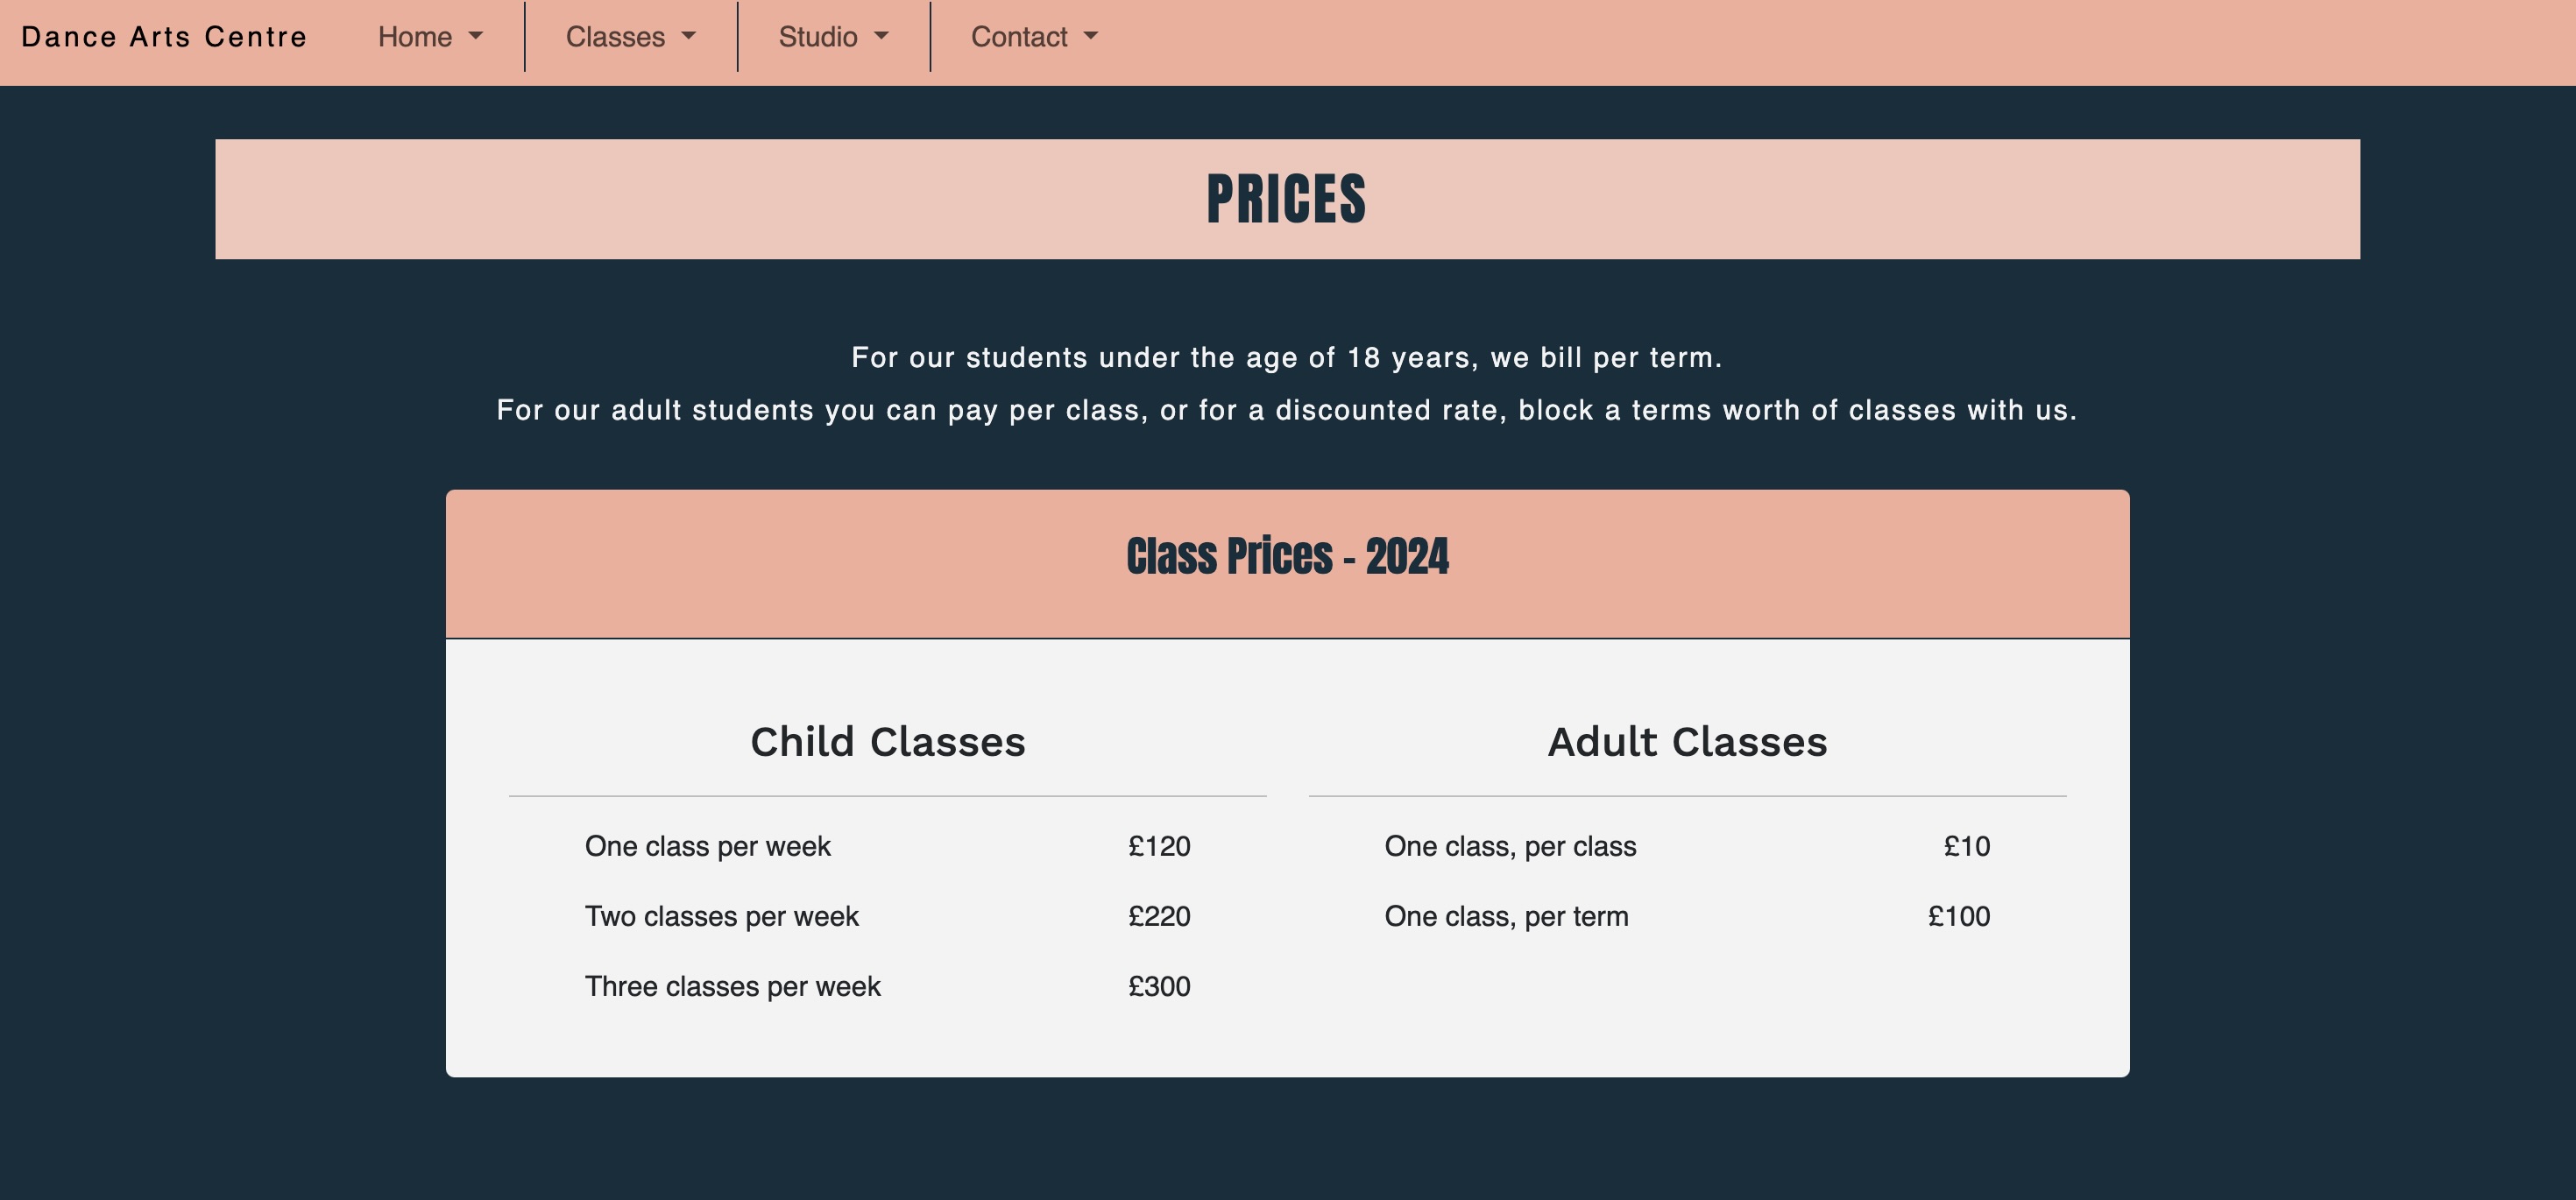 Dance Arts Centre Home Classes Studio Contact
PRICES
For our students under the age of 18 years, we bill per term.
For our adult students you can pay per class, or for a discounted rate, block a terms worth of classes with us.
Class Prices - 2024
Child Classes
One class per week £120
Two classes per week £220
Three classes per week £300
Adult Classes
One class, per class £10
One class, per term £100